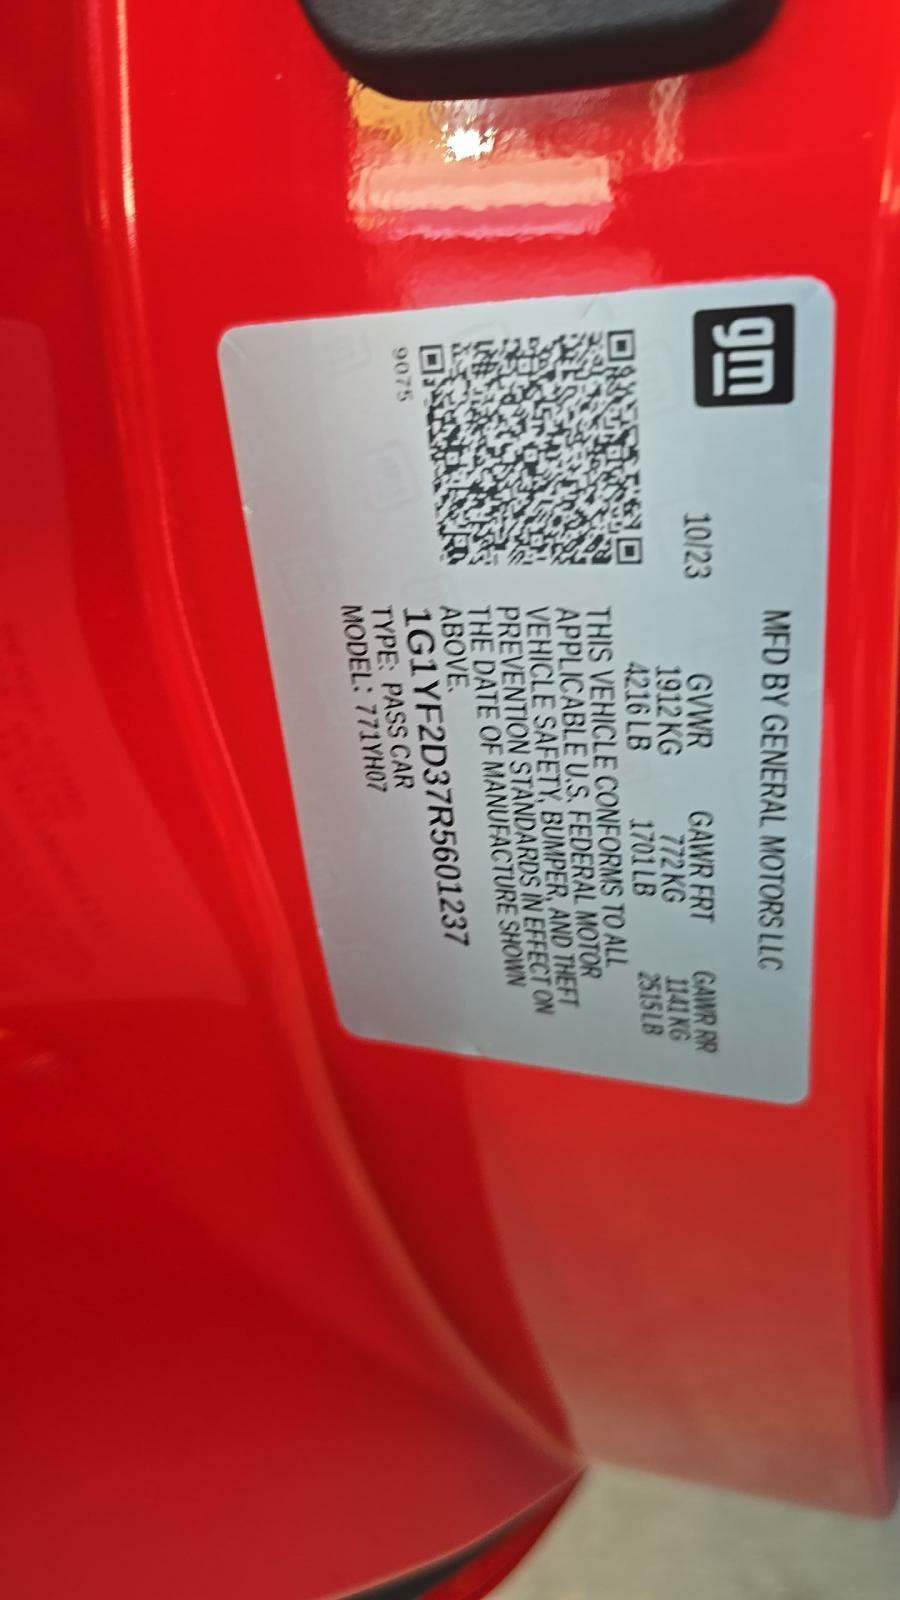 gm
MFD BY GENERAL MOTORS LLC
10/23 GVWR GAWR FRT GAWR RR
1912 KG 772 KG 1141 KG
4216 LB 1701 LB 2515 LB
THIS VEHICLE CONFORMS TO ALL
APPLICABLE U.S. FEDERAL MOTOR
VEHICLE SAFETY, BUMPER, AND THEFT
PREVENTION STANDARDS IN EFFECT ON
THE DATE OF MANUFACTURE SHOWN
ABOVE.
1G1YF2D37R5601237
TYPE: PASS CAR
MODEL: 771YH07
9075